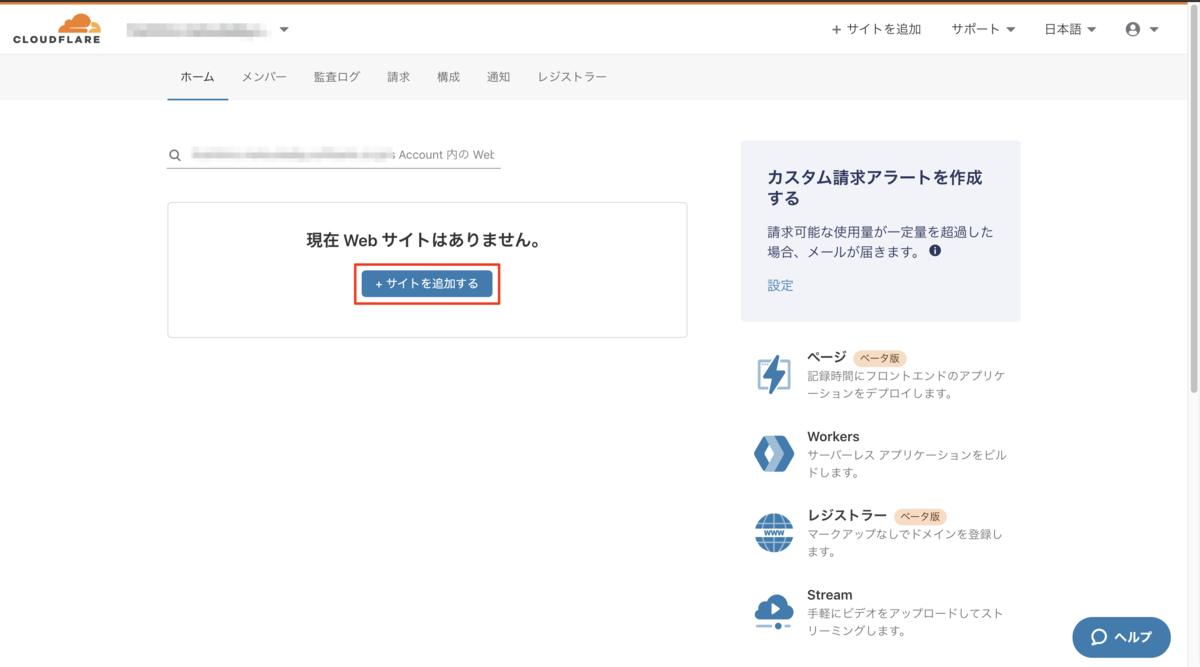 CLOUDFLARE
+ サイトを追加
サポート
日本語
ホーム
メンバー
監査ログ
請求
構成
通知
レジストラー
Account 内の Web
現在 Web サイトはありません。
+ サイトを追加する
カスタム請求アラートを作成
する
請求可能な使用量が一定量を超過した
場合、メールが届きます。
設定
ページ ベータ版
記録時間にフロントエンドのアプリケ
ーションをデプロイします。
Workers
サーバーレス アプリケーションをビル
ドします。
レジストラー ベータ版
マークアップなしでドメインを登録し
ます。
Stream
手軽にビデオをアップロードしてスト
リーミングします。
ヘルプ